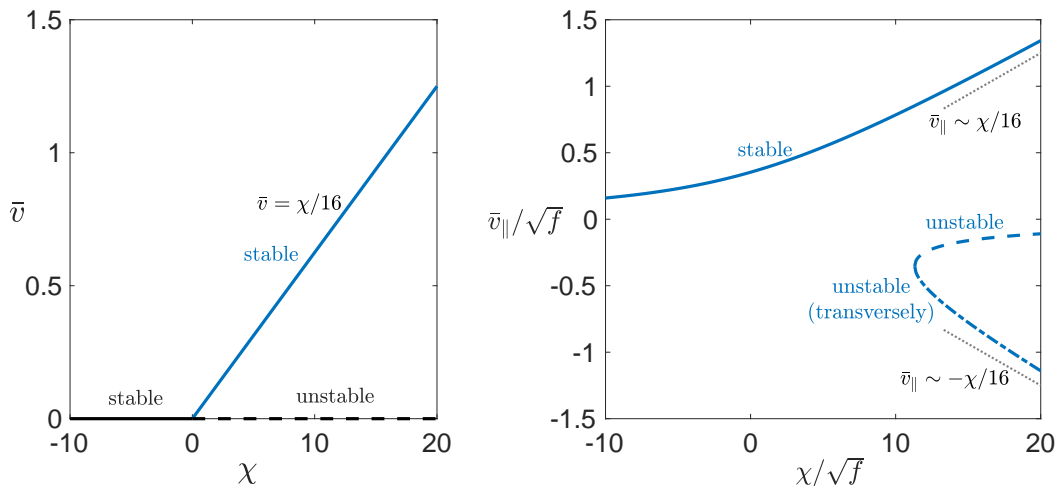 1.5
1
v̄
0.5
0
v̄ = χ/16
stable
stable
unstable
-10
0
10
20
χ
1.5
1
0.5
v̄∥/√f
0
-0.5
-1
-1.5
stable
v̄∥ ∼ χ/16
unstable
unstable
(transversely)
v̄∥ ∼ −χ/16
-10
0
10
20
χ/√f